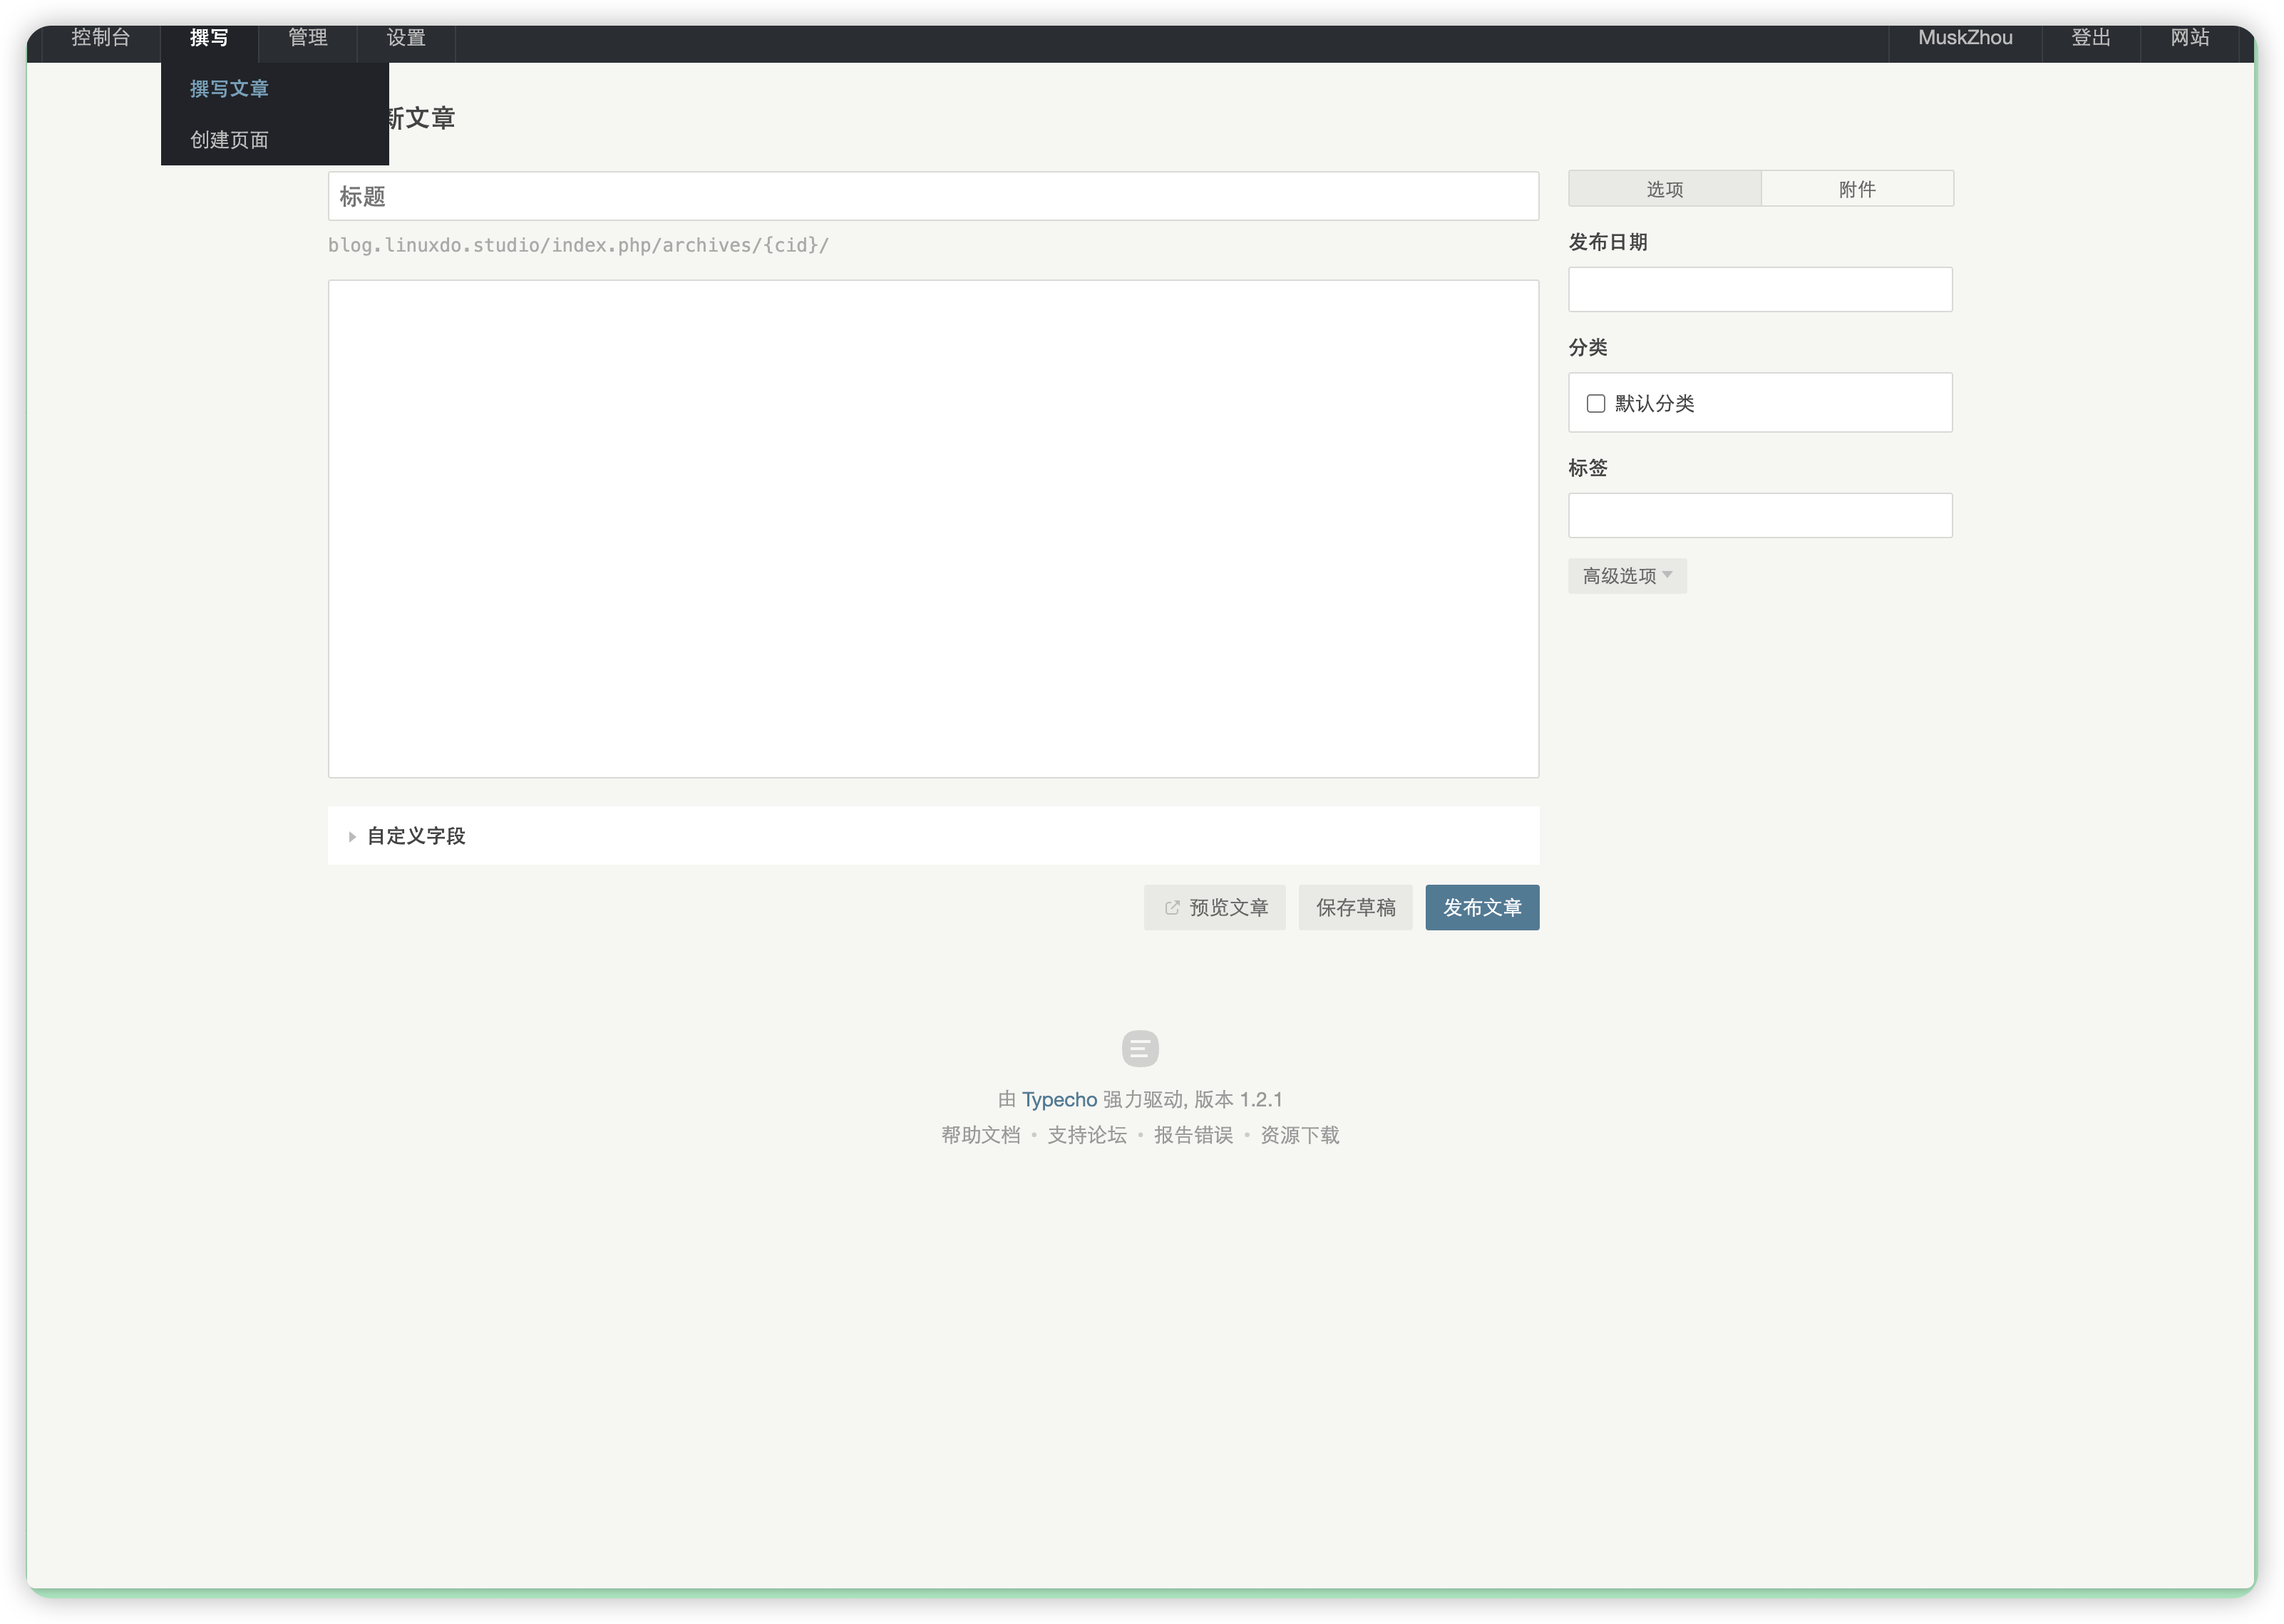 控制台 撰写 管理 设置 MuskZhou 登出 网站
撰写文章
创建页面
新文章
标题
blog.linuxdo.studio/index.php/archives/{cid}/
选项 附件
发布日期
分类
默认分类
标签
高级选项
自定义字段
预览文章 保存草稿 发布文章
由 Typecho 强力驱动, 版本 1.2.1
帮助文档 • 支持论坛 • 报告错误 • 资源下载